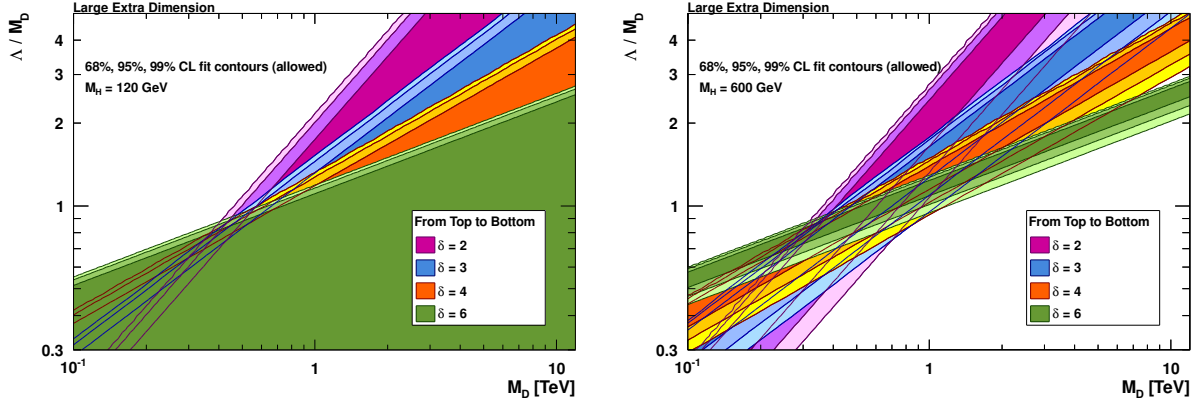 Large Extra Dimension
Λ / M_D
68%, 95%, 99% CL fit contours (allowed)
M_H = 120 GeV
4
3
2
1
0.3
From Top to Bottom
δ = 2
δ = 3
δ = 4
δ = 6
10^-1
1
10
M_D [TeV]
Large Extra Dimension
Λ / M_D
68%, 95%, 99% CL fit contours (allowed)
M_H = 600 GeV
4
3
2
1
0.3
From Top to Bottom
δ = 2
δ = 3
δ = 4
δ = 6
10^-1
1
10
M_D [TeV]